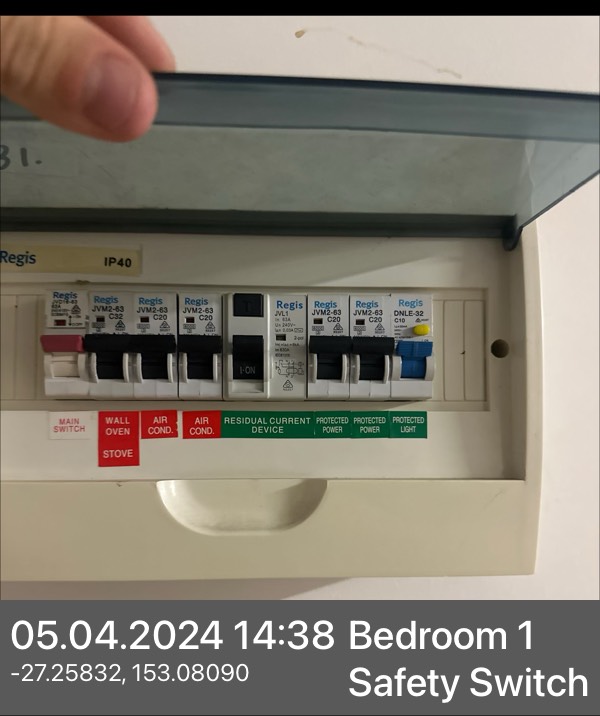 31.
Regis
IP40
Regis
Regis
JVM2-63
C32
Regis
JVM2-63
C20
Regis
JVM2-63
C20
T
I-ON
Regis
JVL1
Regis
JVM2-63
C20
Regis
JVM2-63
C20
Regis
DNLE-32
C10
MAIN
SWITCH
WALL
OVEN
STOVE
AIR
COND.
AIR
COND.
RESIDUAL CURRENT
DEVICE
PROTECTED
POWER
PROTECTED
POWER
PROTECTED
LIGHT
05.04.2024 14:38
-27.25832, 153.08090
Bedroom 1
Safety Switch